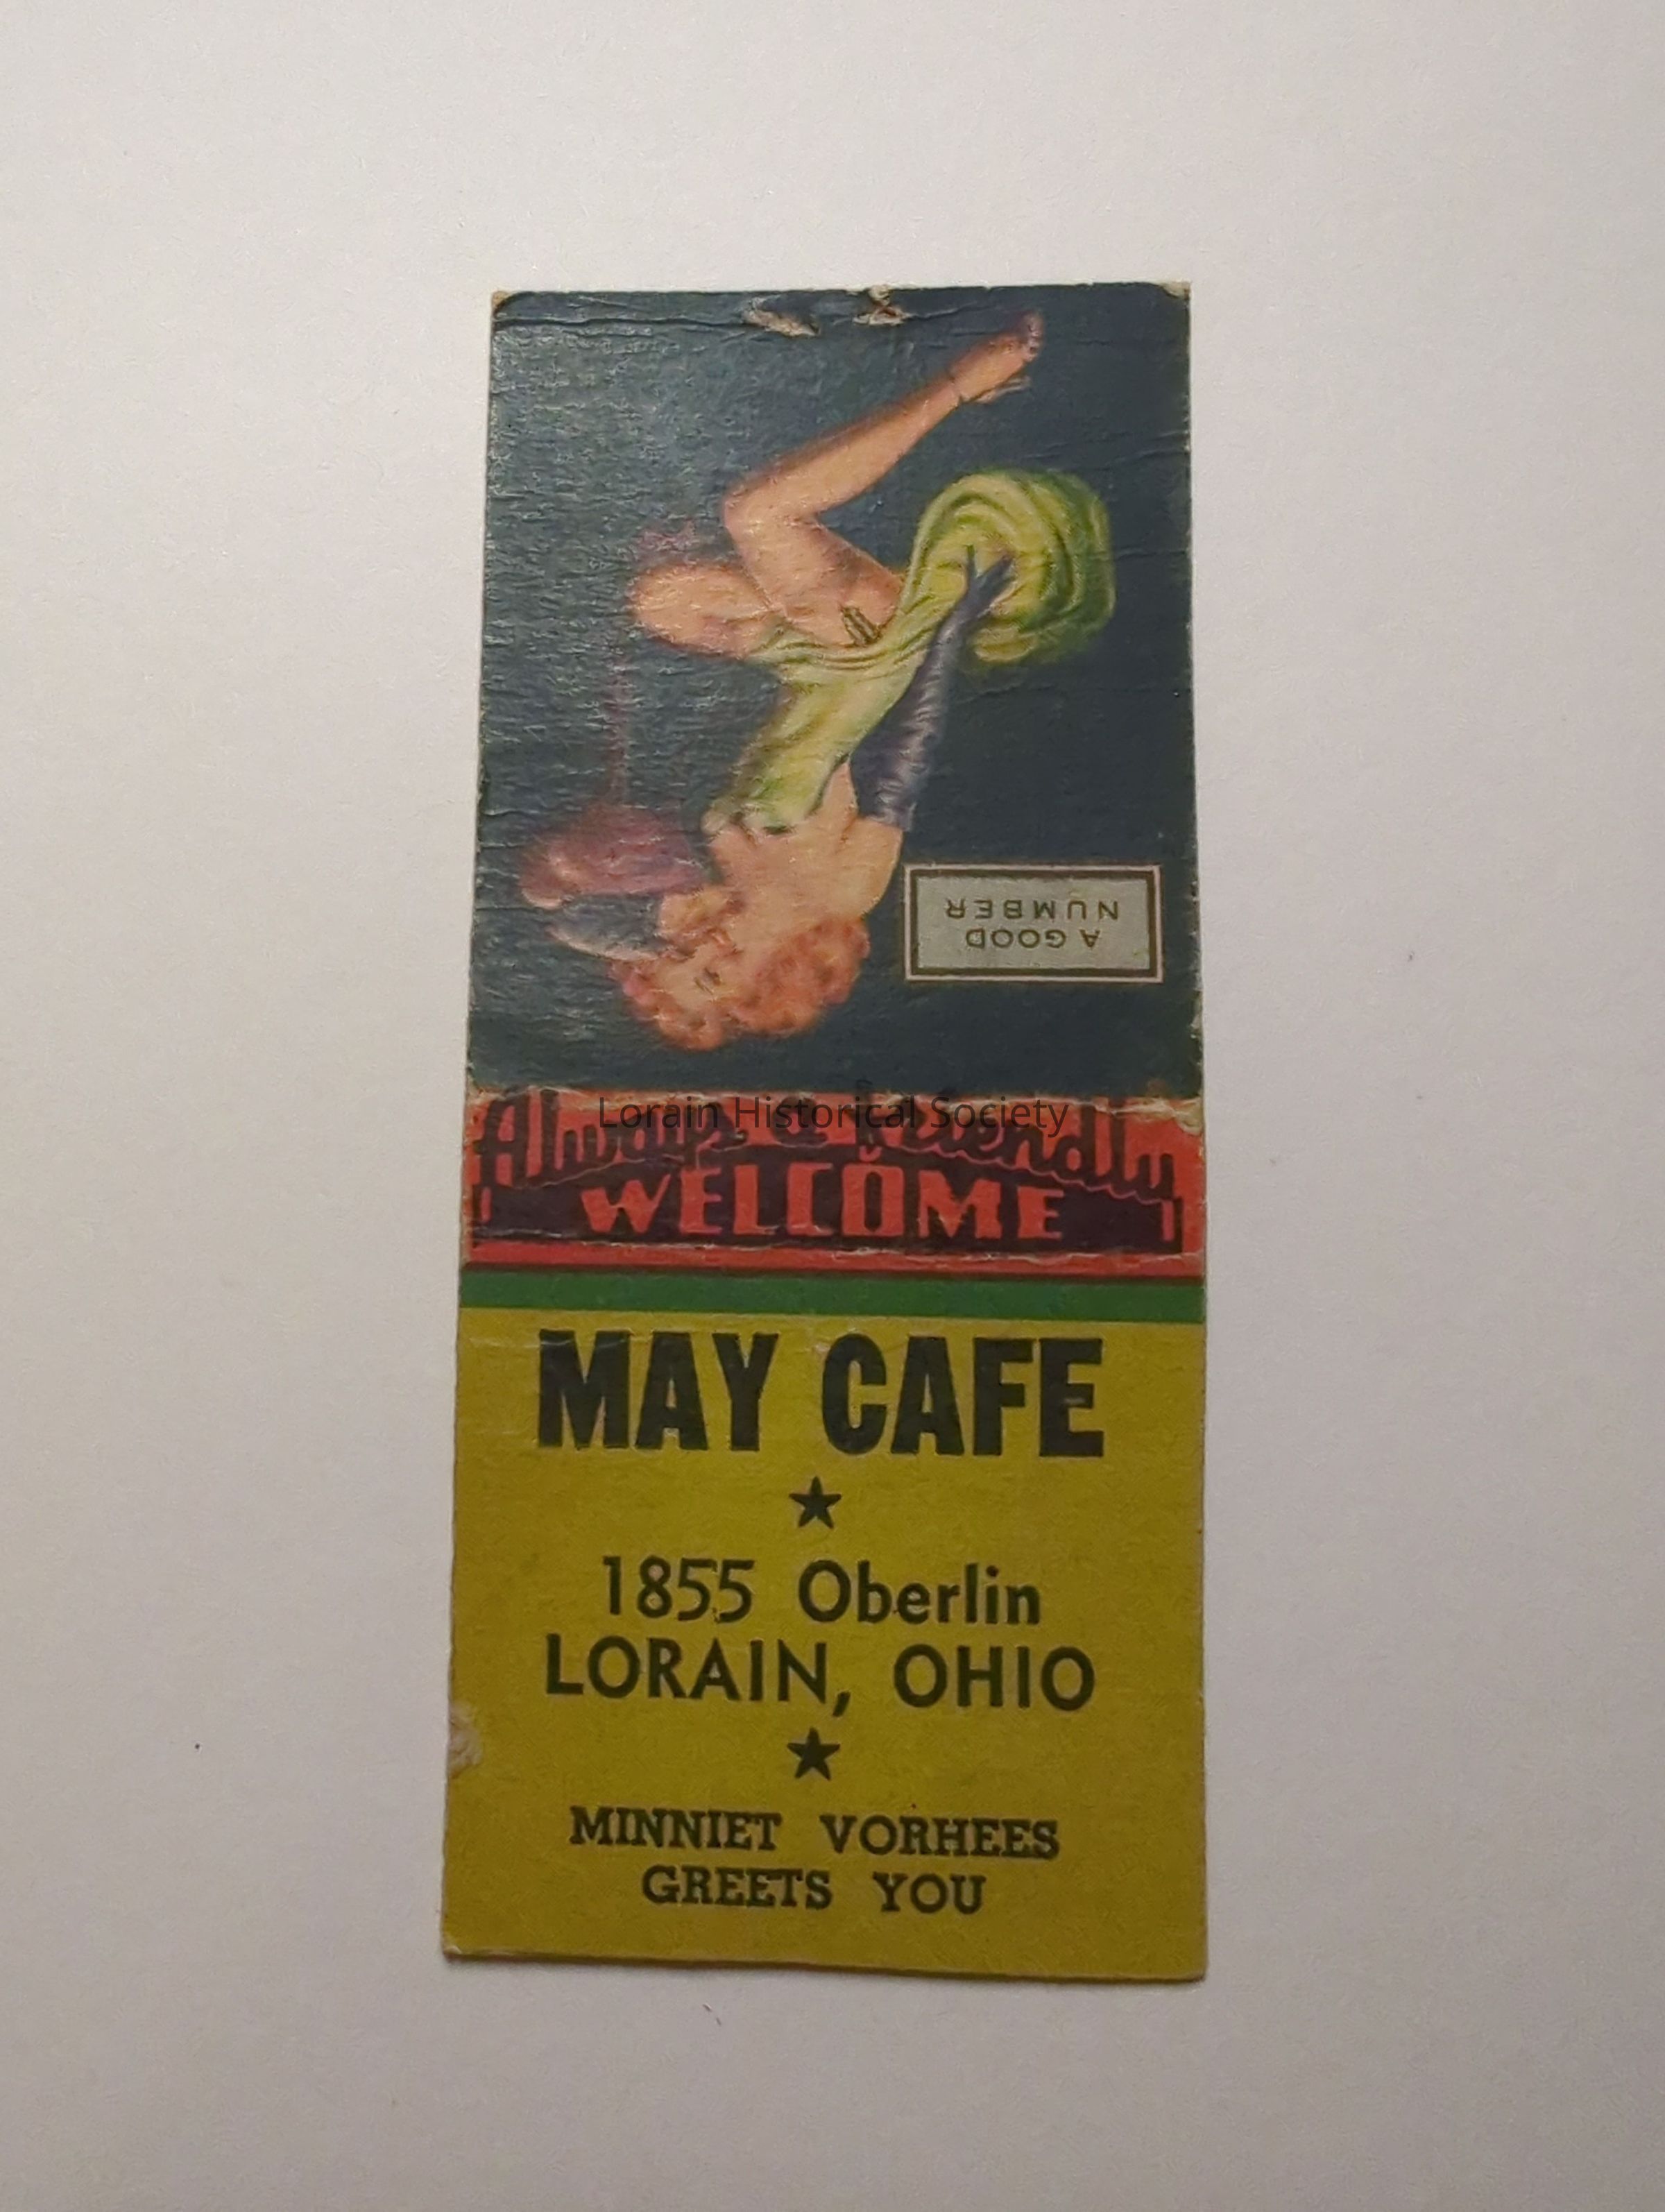 A GOOD
NUMBER
Lorain Historical Society
Always a Friendly
WELCOME
MAY CAFE
1855 Oberlin
LORAIN, OHIO
MINNIET VORHEES
GREETS YOU